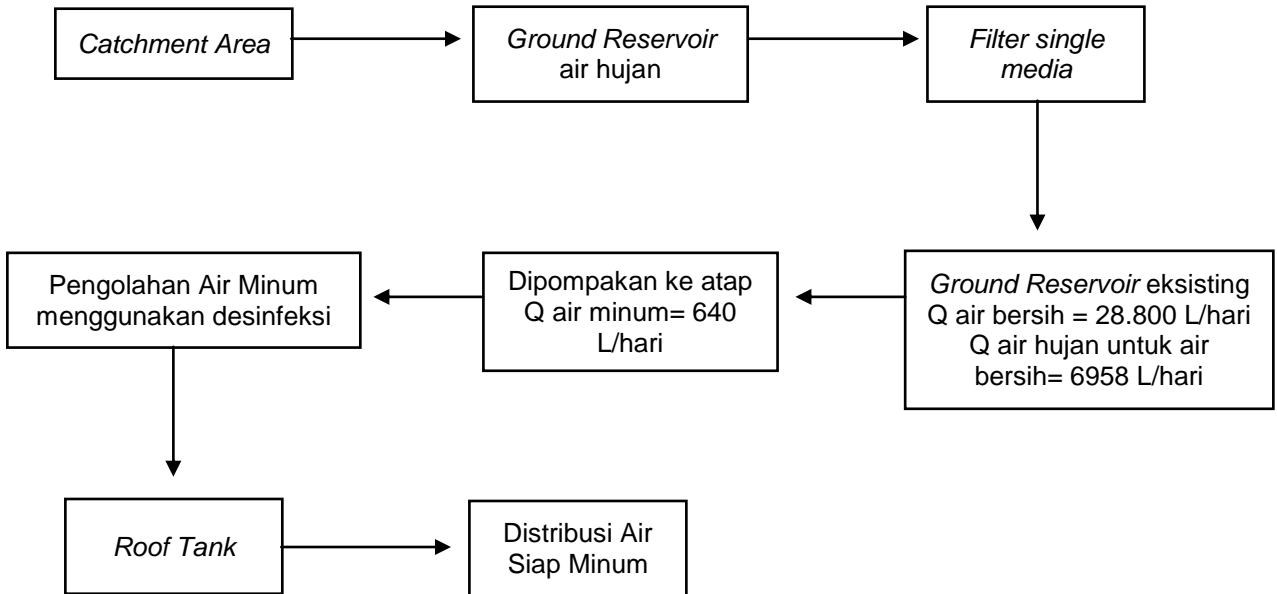 Catchment Area
Ground Reservoir
air hujan
Filter single
media
Ground Reservoir eksisting
Q air bersih = 28.800 L/hari
Q air hujan untuk air
bersih= 6958 L/hari
Dipompakan ke atap
Q air minum= 640
L/hari
Pengolahan Air Minum
menggunakan desinfeksi
Roof Tank
Distribusi Air
Siap Minum